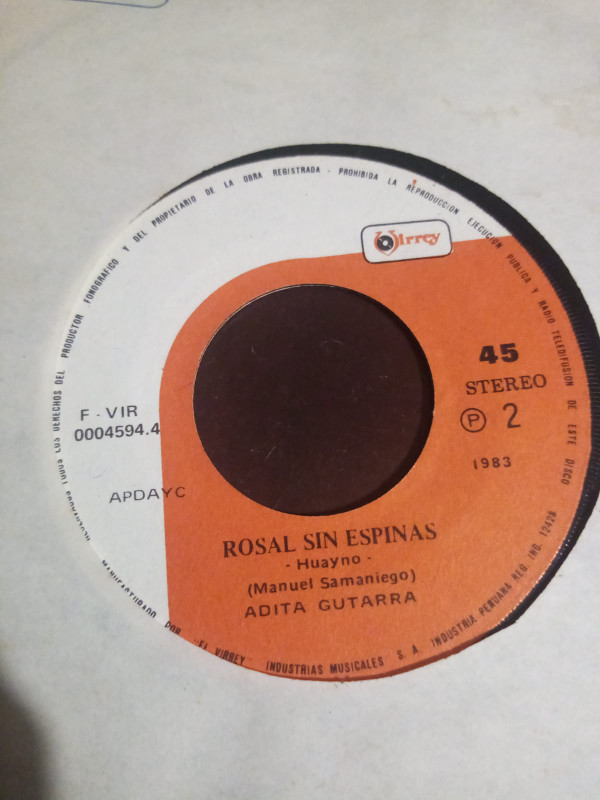 TODOS LOS DERECHOS DEL PRODUCTOR FONOGRAFICO Y DEL PROPIETARIO DE LA OBRA REGISTRADA - PROHIBIDA LA REPRODUCCION EJECUCION PUBLICA Y RADIO TELEDIFUSION DE ESTE DISCO
Virrey
45
STEREO
P 2
1983
F - VIR
0004594.4
APDAYC
ROSAL SIN ESPINAS
- Huayno -
(Manuel Samaniego)
ADITA GUTARRA
MANUFACTURADO POR "EL VIRREY" INDUSTRIAS MUSICALES S. A. INDUSTRIA PERUANA REG. IND. 12426